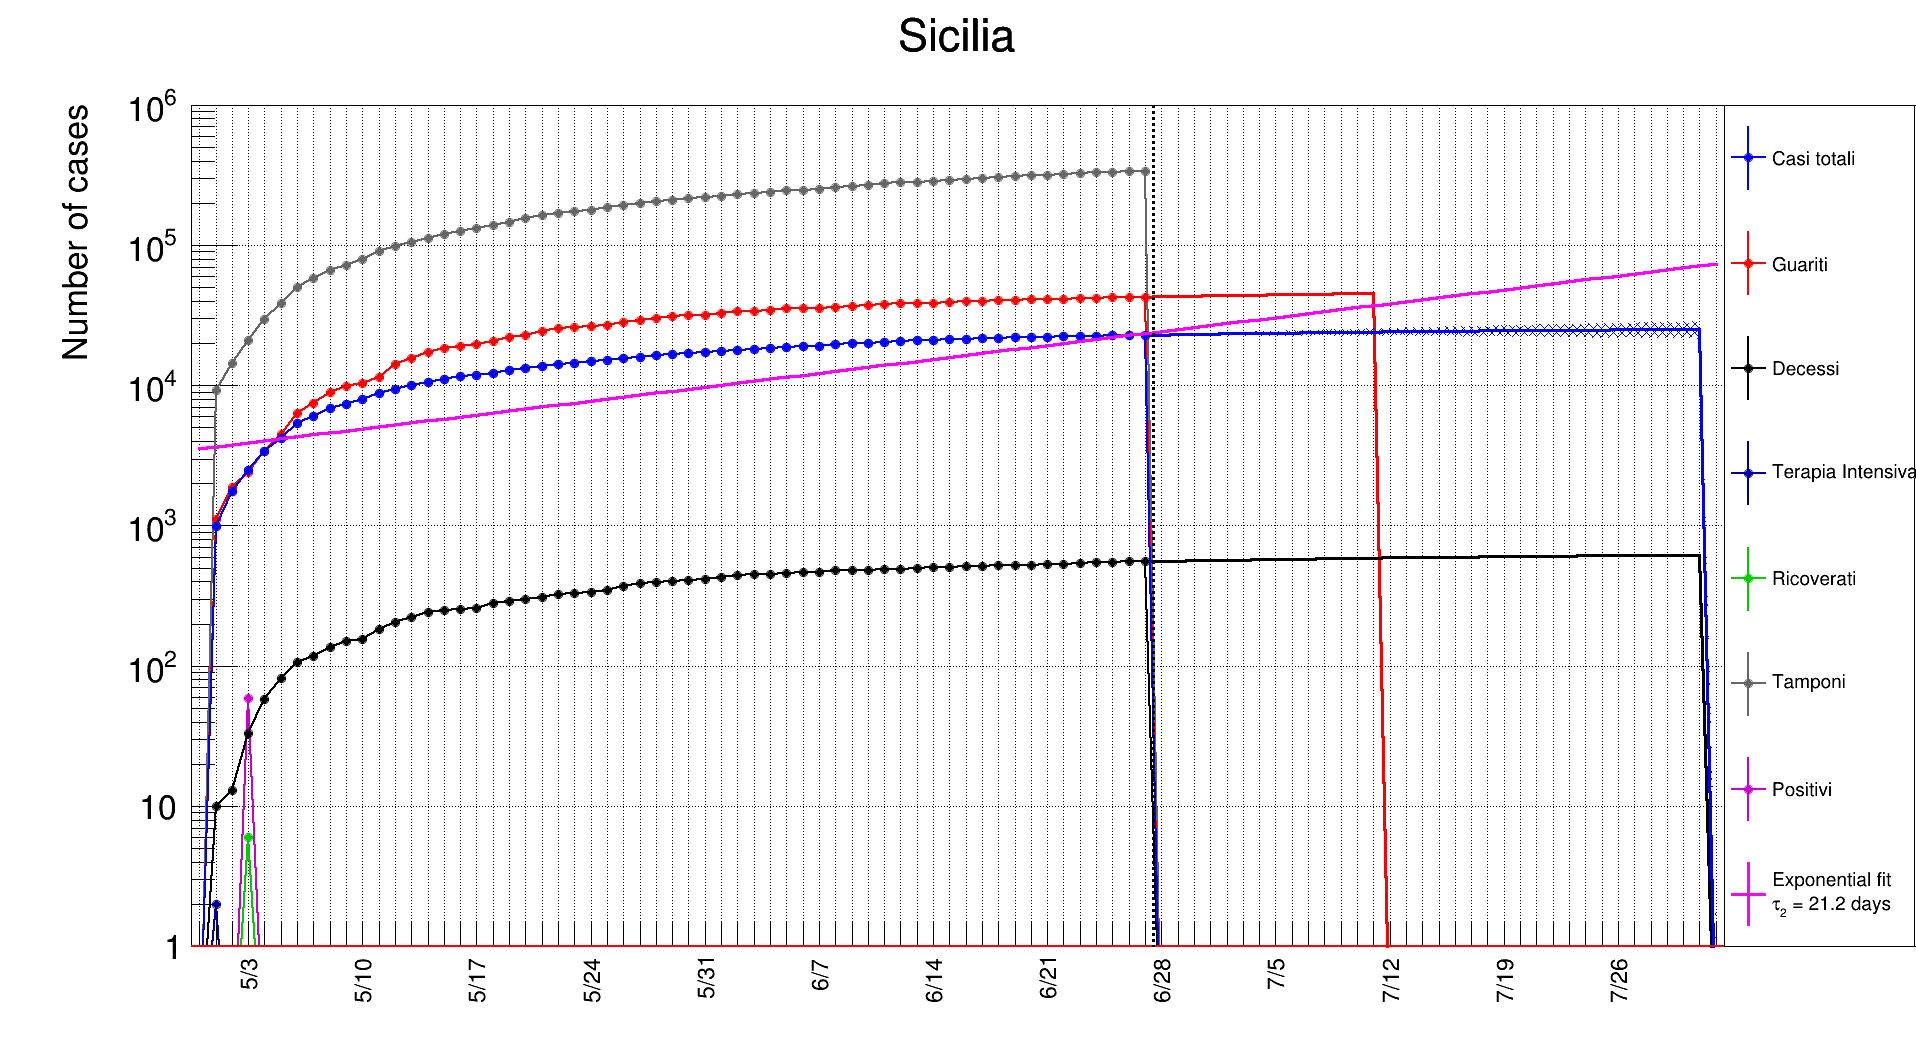 Sicilia
Number of cases
10^6
10^5
10^4
10^3
10^2
10
1
5/3
5/10
5/17
5/24
5/31
6/7
6/14
6/21
6/28
7/5
7/12
7/19
7/26
Casi totali
Guariti
Decessi
Terapia Intensiva
Ricoverati
Tamponi
Positivi
Exponential fit
τ_2 = 21.2 days